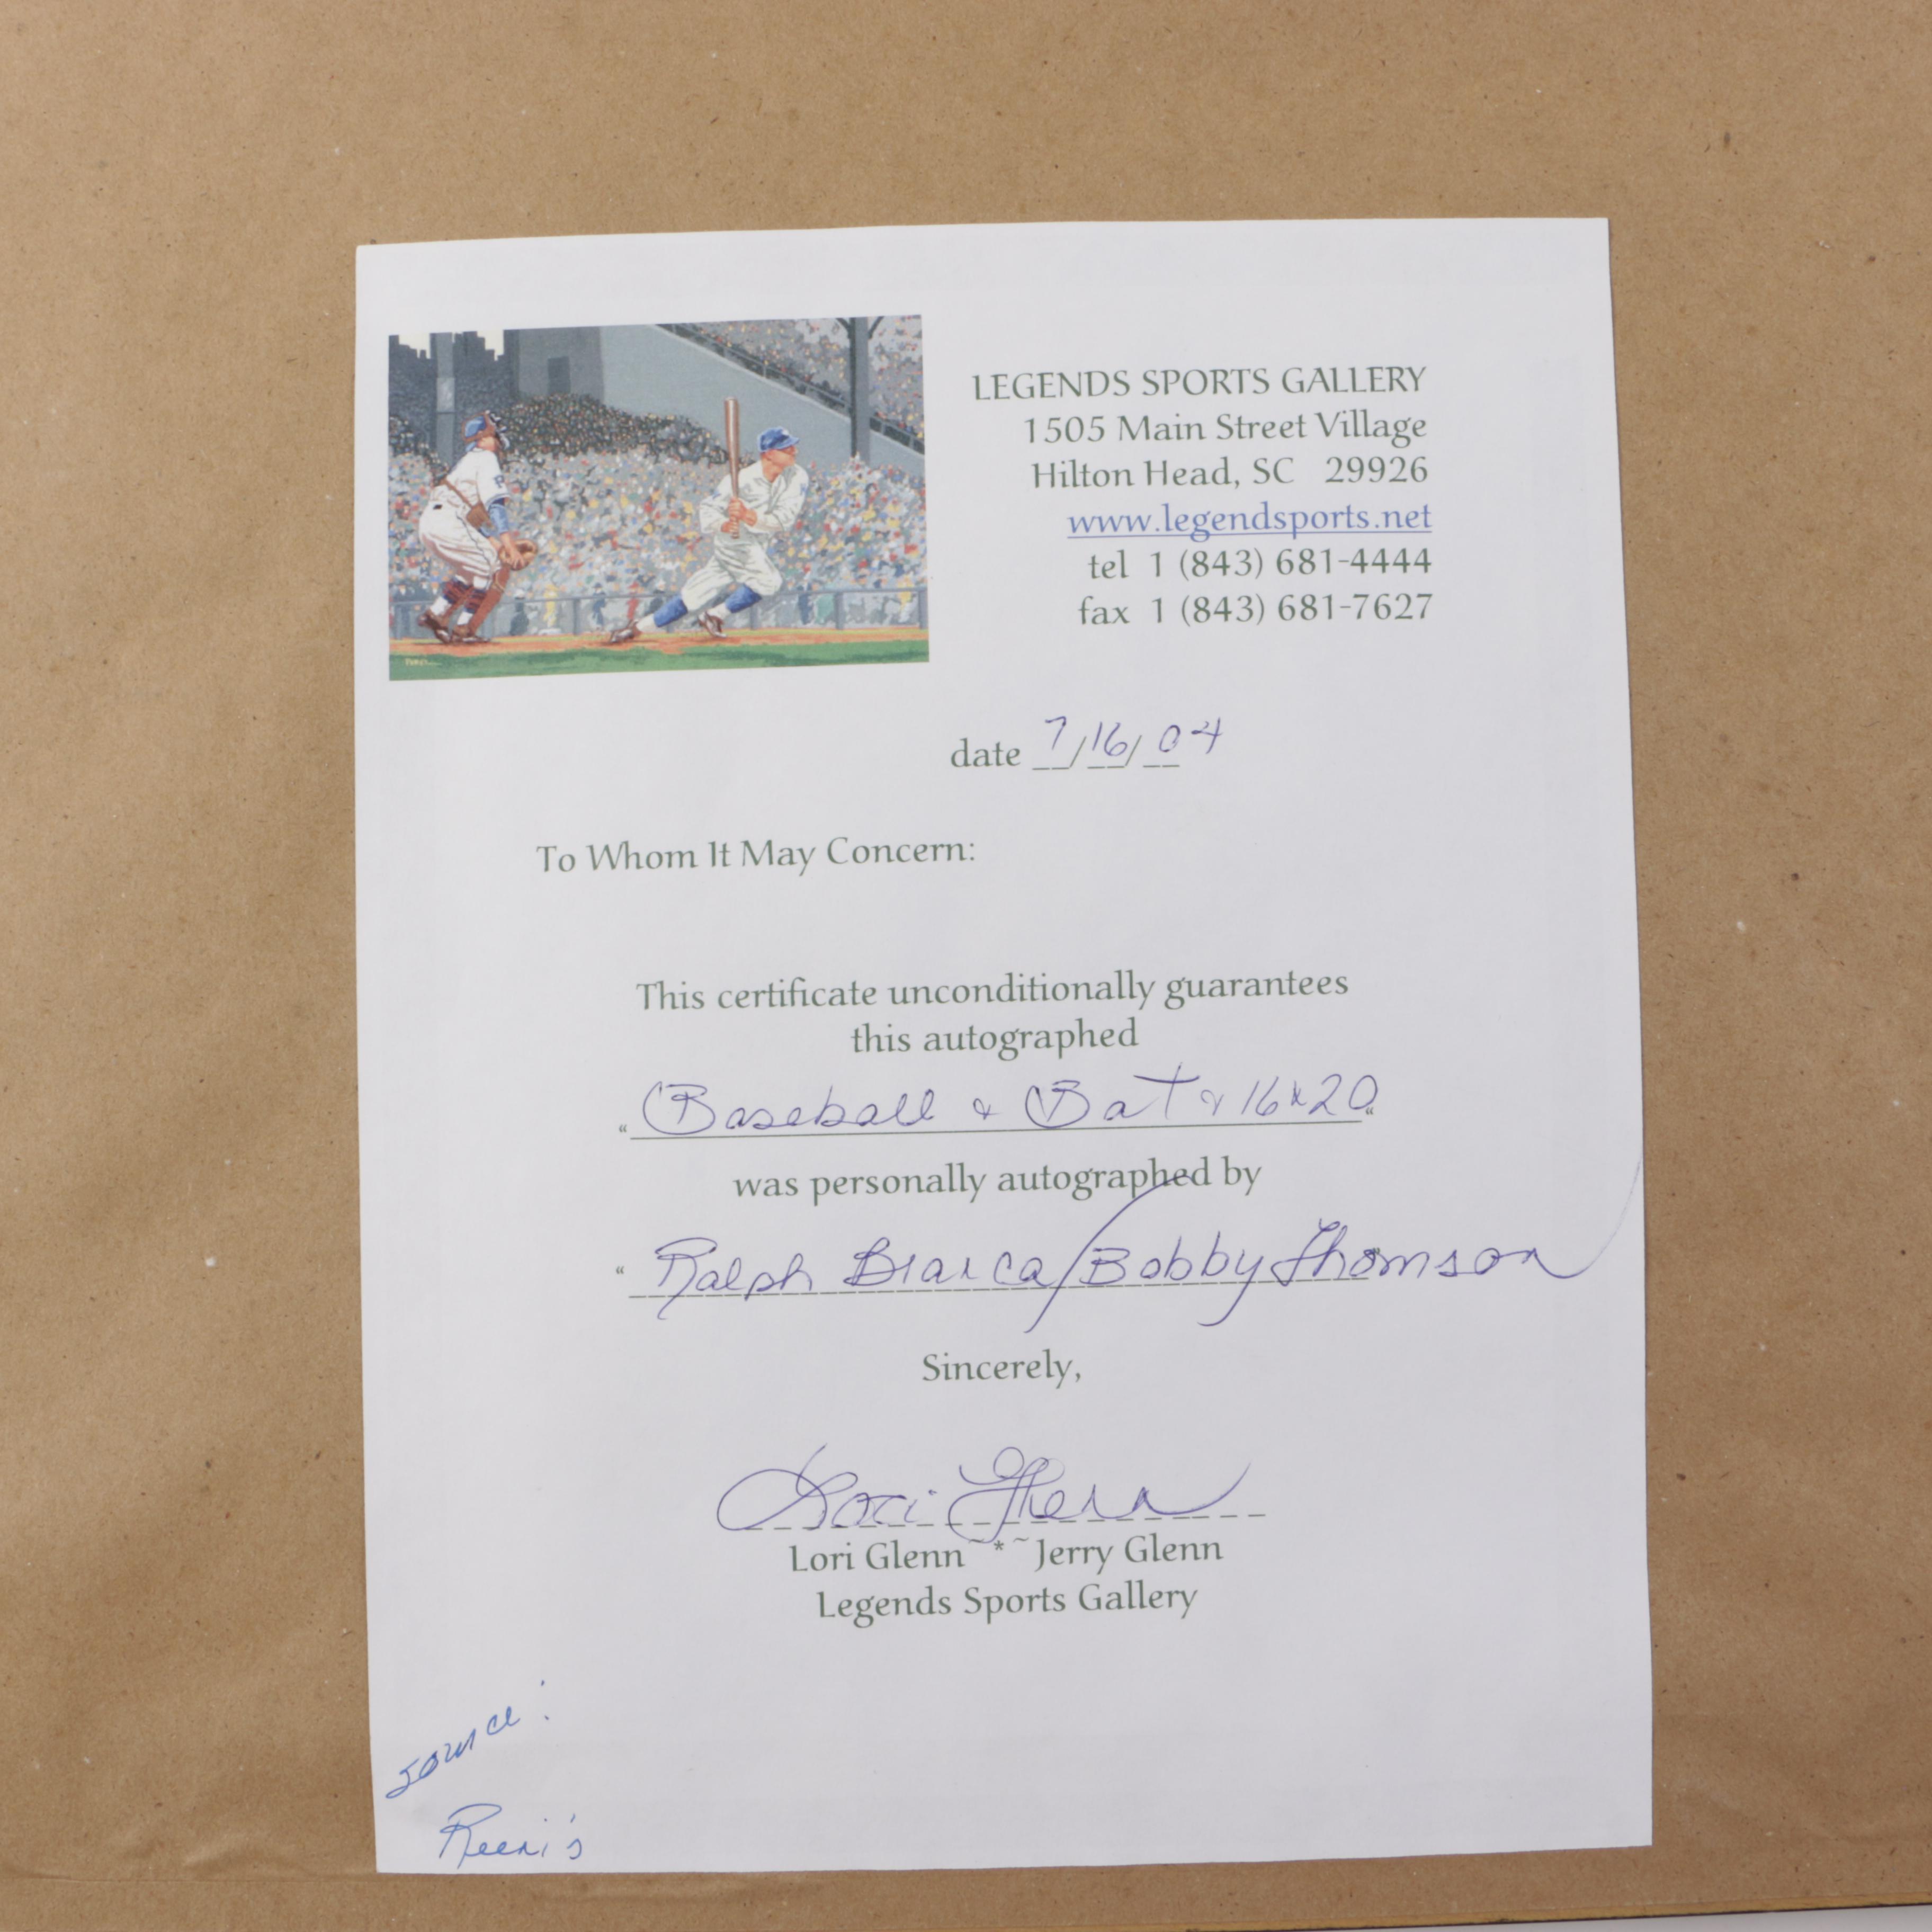 LEGENDS SPORTS GALLERY
1505 Main Street Village
Hilton Head, SC 29926
www.legendsports.net
tel 1 (843) 681-4444
fax 1 (843) 681-7627
date 7/16/04
To Whom It May Concern:
This certificate unconditionally guarantees
this autographed
“ Baseball & Bat & 16x20 “
was personally autographed by
“ Ralph Branca/Bobby Thomson
Sincerely,
Lori Glenn
Lori Glenn ~*~ Jerry Glenn
Legends Sports Gallery
source: